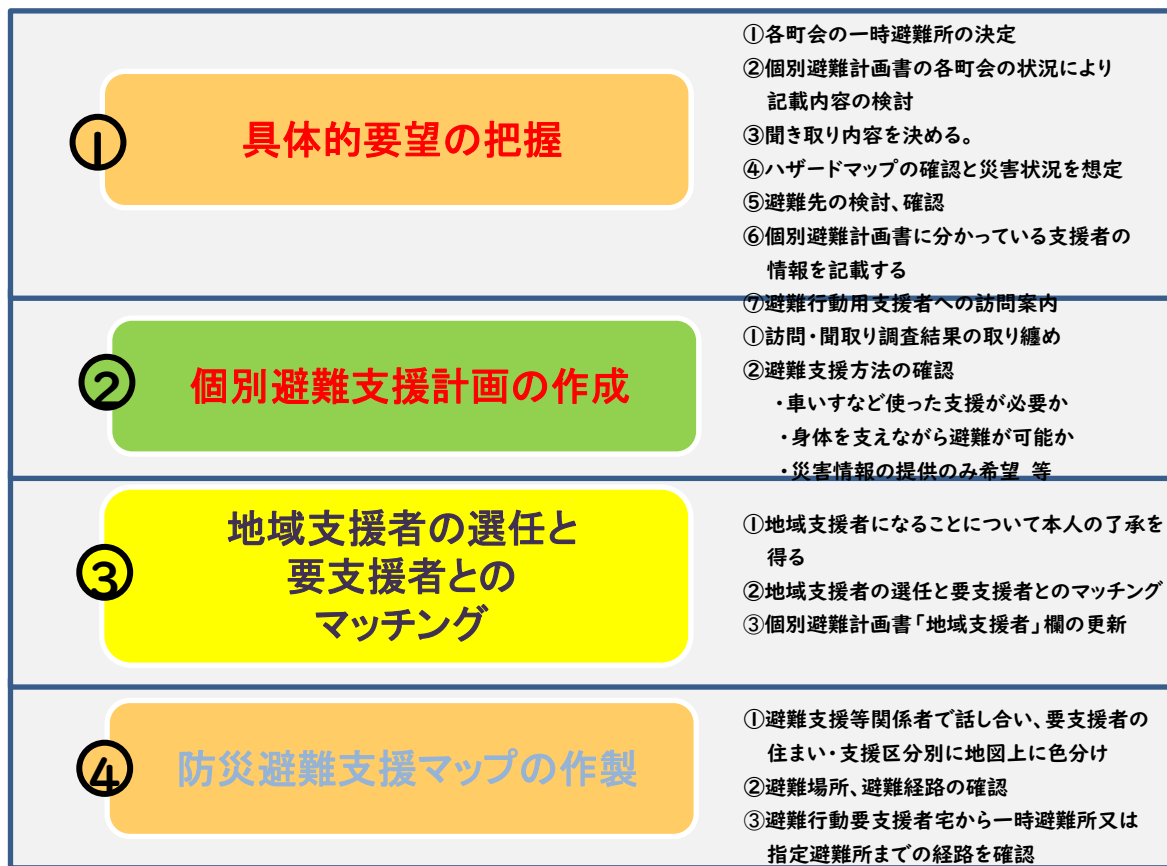 ①
具体的要望の把握
①各町会の一時避難所の決定
②個別避難計画書の各町会の状況により
記載内容の検討
③聞き取り内容を決める。
④ハザードマップの確認と災害状況を想定
⑤避難先の検討、確認
⑥個別避難計画書に分かっている支援者の
情報を記載する
⑦避難行動用支援者への訪問案内
②
個別避難支援計画の作成
①訪問・聞取り調査結果の取り纏め
②避難支援方法の確認
・車いすなど使った支援が必要か
・身体を支えながら避難が可能か
・災害情報の提供のみ希望 等
③
地域支援者の選任と
要支援者との
マッチング
①地域支援者になることについて本人の了承を
得る
②地域支援者の選任と要支援者とのマッチング
③個別避難計画書「地域支援者」欄の更新
④
防災避難支援マップの作製
①避難支援等関係者で話し合い、要支援者の
住まい・支援区分別に地図上に色分け
②避難場所、避難経路の確認
③避難行動要支援者宅から一時避難所又は
指定避難所までの経路を確認